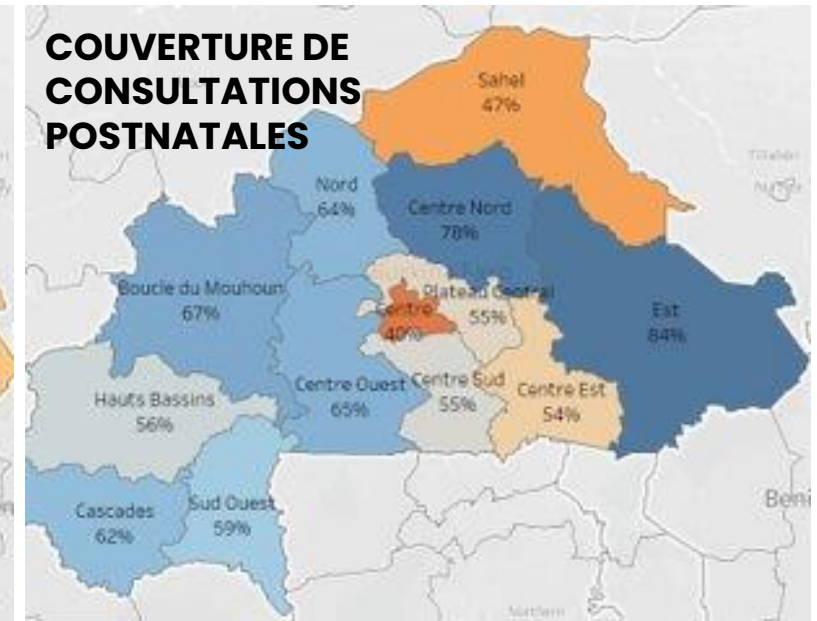 COUVERTURE DE
CONSULTATIONS
POSTNATALES
Sahel
47%
Nord
64%
Centre Nord
78%
Boucle du Mouhoun
67%
Centre
40%
Plateau Central
55%
Est
84%
Hauts Bassins
56%
Centre Ouest
65%
Centre Sud
55%
Centre Est
54%
Cascades
62%
Sud Ouest
59%
Beni
Northern